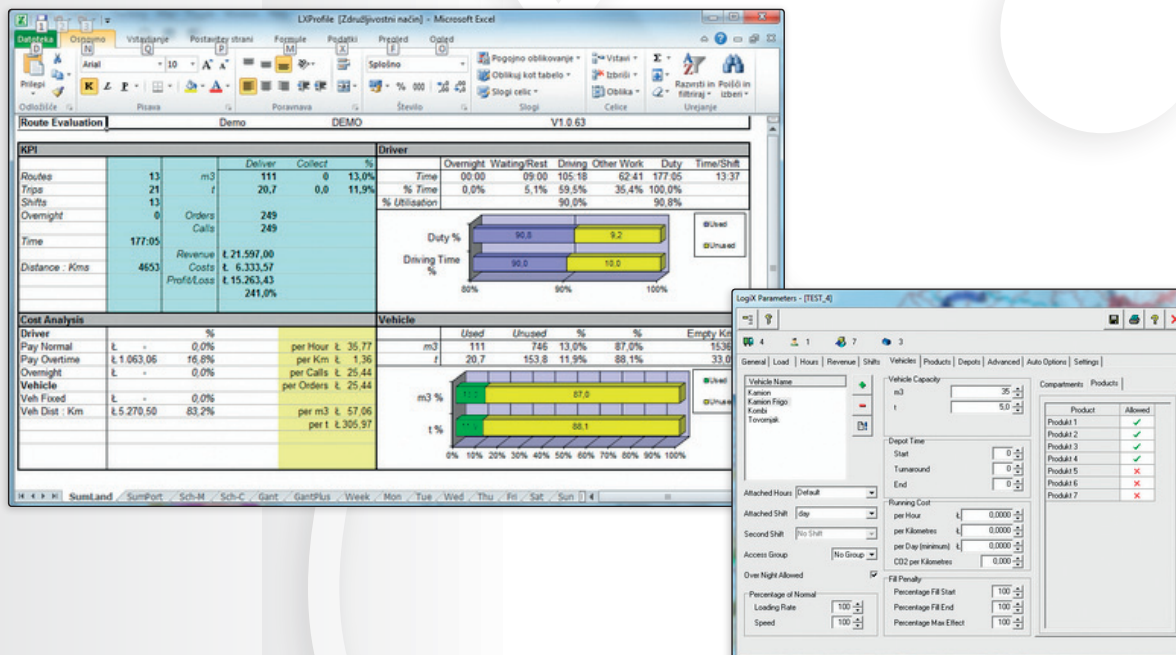 LXProfile [Združljivostni način] - Microsoft Excel
1 2 3
Datoteka Osnovno Vstavljanje Postavitev strani Formule Podatki Pregled Ogled
D N Q P M X F O
Prilepi
Arial 10
K L P
Splošno
% 000
Pogojno oblikovanje
Oblikuj kot tabelo
Slogi celic
Vstavi
Izbriši
Oblika
Razvrsti in filtriraj
Poišči in izberi
Odložišče Pisava Poravnava Število Slogi Celice Urejanje
Route Evaluation Demo DEMO V1.0.63
KPI
Deliver Collect %
Routes 13 m3 111 0 13,0%
Trips 21 t 20,7 0,0 11,9%
Shifts 13
Overnight 0 Orders 249
Calls 249
Time 177:05
Revenue Ł 21.597,00
Distance : Kms 4653 Costs Ł 6.333,57
Profit/Loss Ł 15.263,43
241,0%
Driver
Overnight Waiting/Rest Driving Other Work Duty Time/Shift
Time 00:00 09:00 105:18 62:41 177:05 13:37
% Time 0,0% 5,1% 59,5% 35,4% 100,0%
% Utilisation 90,0% 90,8%
Duty % 90,8 9,2
Driving Time % 90,0 10,0
80% 90% 100%
Used
Unused
Cost Analysis
Driver %
Pay Normal Ł - 0,0% per Hour Ł 35,77
Pay Overtime Ł 1.063,06 16,8% per Km Ł 1,36
Overnight Ł - 0,0% per Calls Ł 25,44
Vehicle per Orders Ł 25,44
Veh Fixed Ł - 0,0%
Veh Dist : Km Ł 5.270,50 83,2% per m3 Ł 57,06
per t Ł 305,97
Vehicle
Used Unused % % Empty Km
m3 111 746 13,0% 87,0% 1536
t 20,7 153,8 11,9% 88,1% 33,0
m3 % 87,0
t % 88,1
0% 10% 20% 30% 40% 50% 60% 70% 80% 90% 100%
Used
SumLand SumPort Sch-M Sch-C Gant GantPlus Week Mon Tue Wed Thu Fri Sat Sun
LogiX Parameters - [TEST_4]
4 1 7 3
General Load Hours Revenue Shifts Vehicles Products Depots Advanced Auto Options Settings
Vehicle Name
Kamion
Kamion Frigo
Kombi
Tovornjak
Attached Hours Default
Attached Shift day
Second Shift No Shift
Access Group No Group
Over Night Allowed
Percentage of Normal
Loading Rate 100
Speed 100
Vehicle Capacity
m3 35
t 5,0
Depot Time
Start 0
Turnaround 0
End 0
Running Cost
per Hour Ł 0,0000
per Kilometres Ł 0,0000
per Day (minimum) Ł 0,0000
CO2 per Kilometres 0,000
Fill Penalty
Percentage Fill Start 100
Percentage Fill End 100
Percentage Max Effect 100
Compartments Products
Product Allowed
Produkt 1
Produkt 2
Produkt 3
Produkt 4
Produkt 5
Produkt 6
Produkt 7